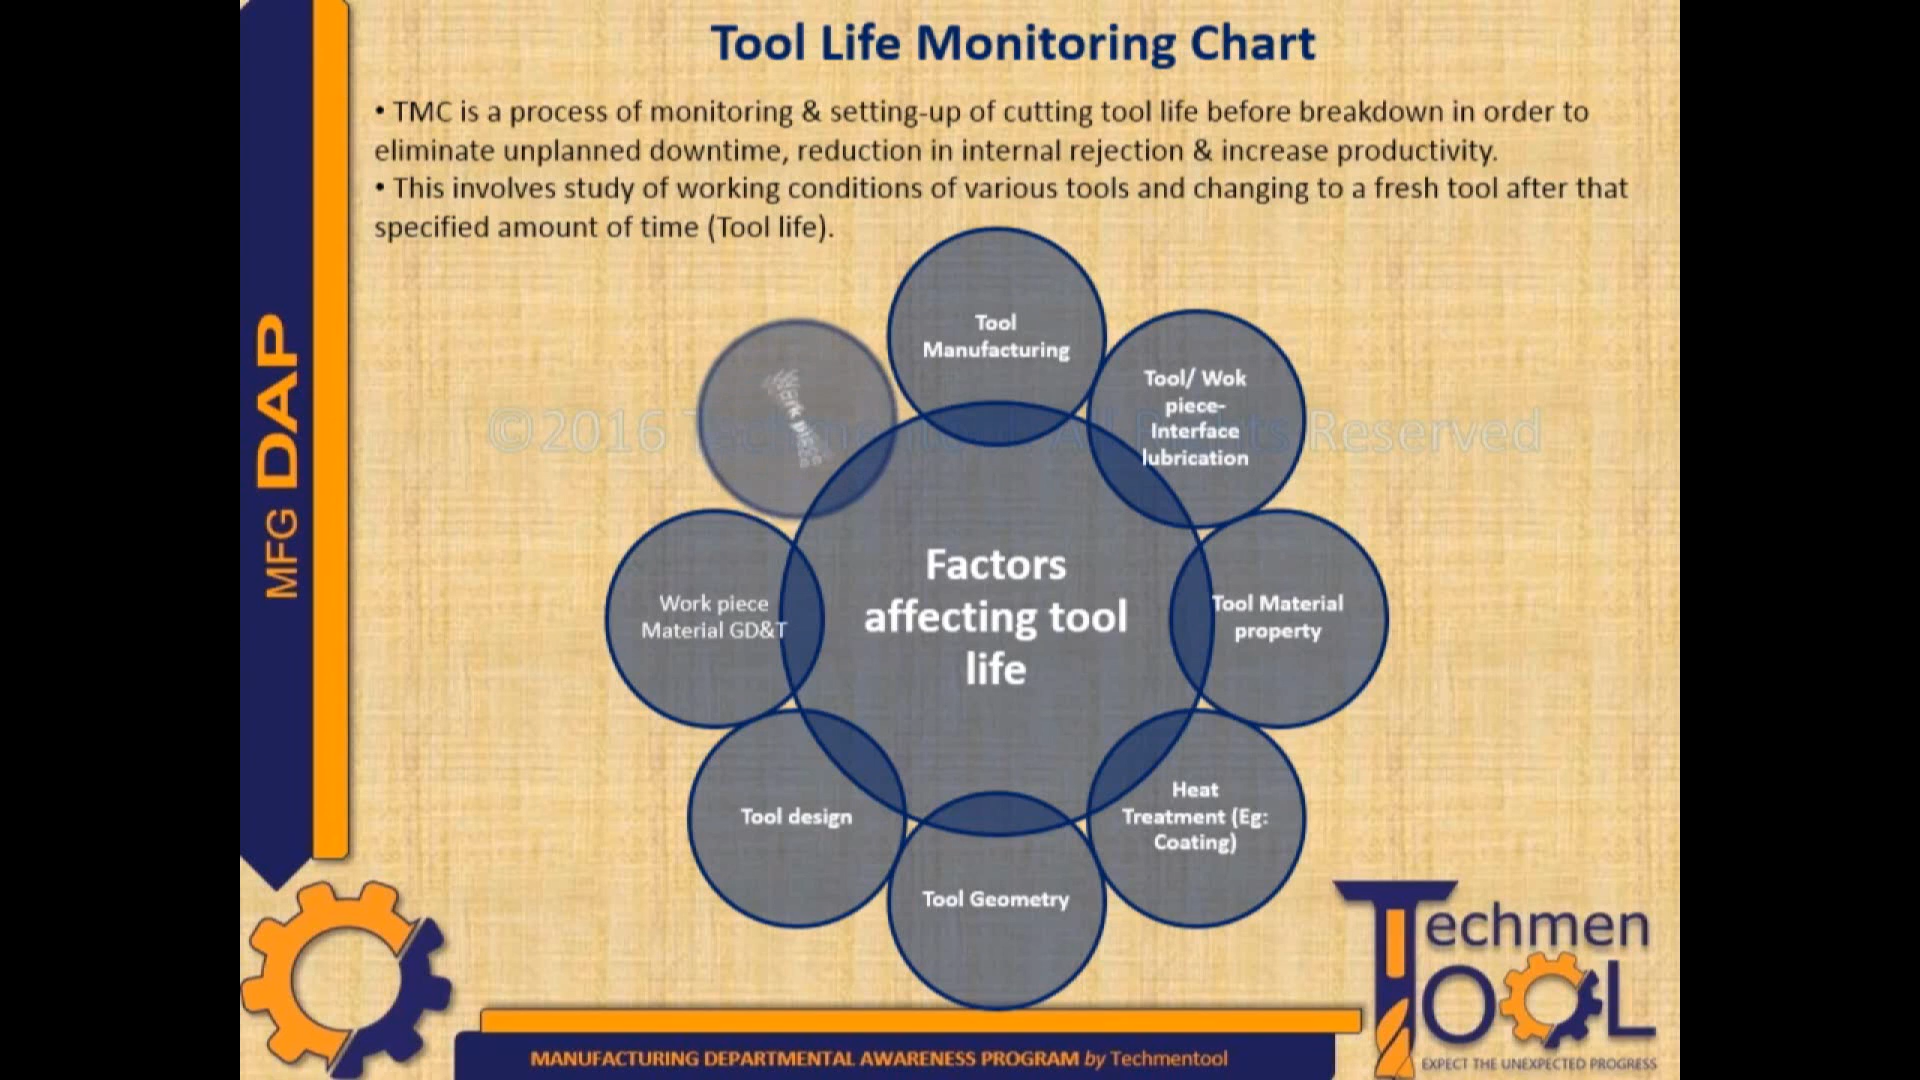 Tool Life Monitoring Chart
• TMC is a process of monitoring & setting-up of cutting tool life before breakdown in order to
eliminate unplanned downtime, reduction in internal rejection & increase productivity.
• This involves study of working conditions of various tools and changing to a fresh tool after that
specified amount of time (Tool life).
Tool
Manufacturing
Tool/ Wok
piece-
Interface
lubrication
Tool Material
property
Heat
Treatment (Eg:
Coating)
Tool Geometry
Tool design
Work piece
Material GD&T
Work piece
Factors
affecting tool
life
©2016 Techmentool All Rights Reserved
MFG DAP
MANUFACTURING DEPARTMENTAL AWARENESS PROGRAM by Techmentool
Techmen
TOOL
EXPECT THE UNEXPECTED PROGRESS